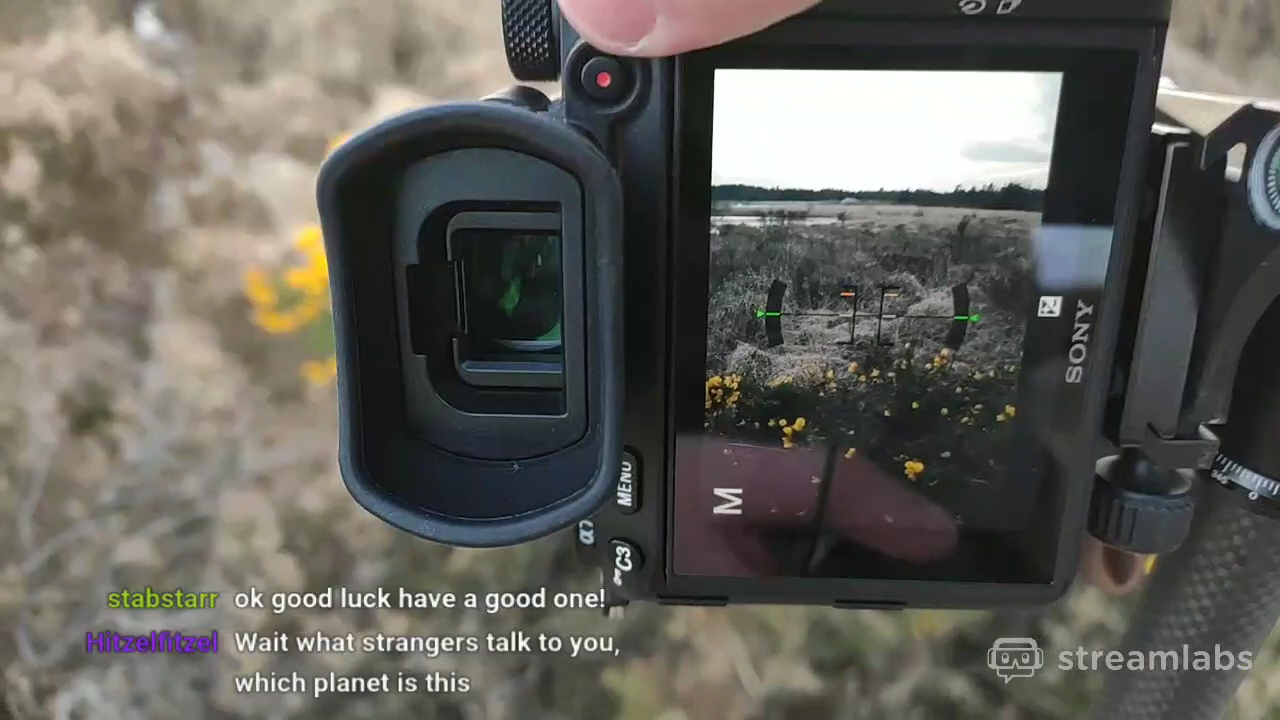 SONY
MENU
α7
C3
M
stabstarr ok good luck have a good one!
Hitzelfitzel Wait what strangers talk to you,
which planet is this
streamlabs